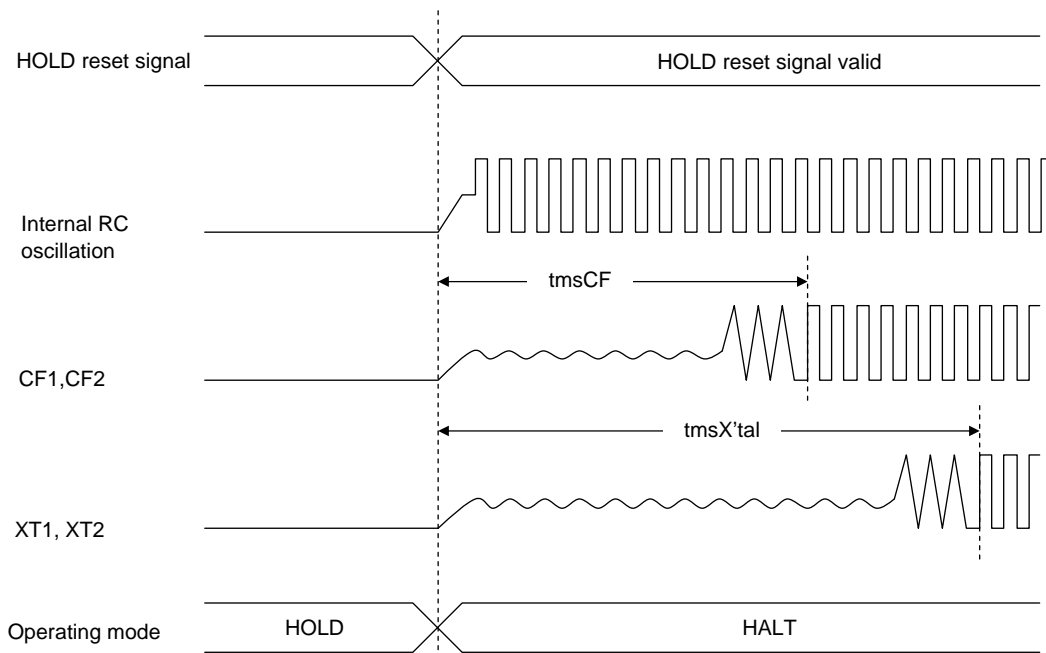 HOLD reset signal
HOLD reset signal valid
Internal RC
oscillation
tmsCF
CF1,CF2
tmsX'tal
XT1, XT2
Operating mode
HOLD
HALT